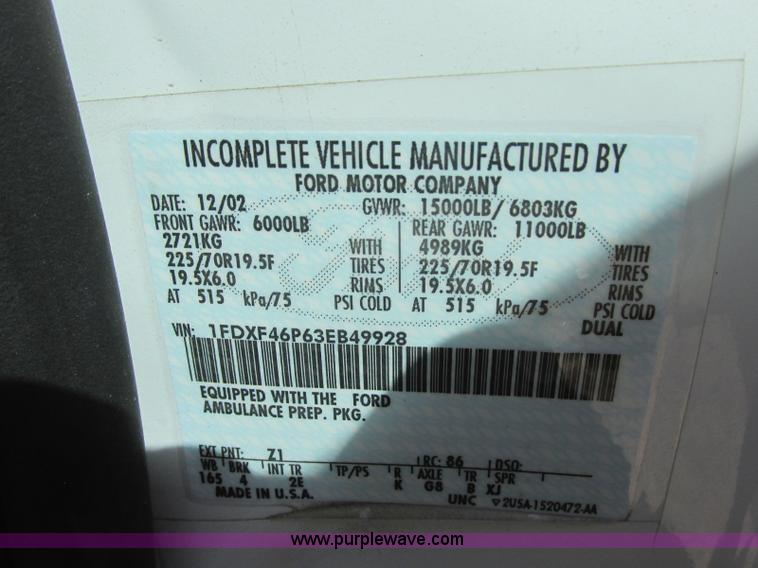 INCOMPLETE VEHICLE MANUFACTURED BY
FORD MOTOR COMPANY
DATE: 12/02 GVWR: 15000LB/ 6803KG
FRONT GAWR: 6000LB REAR GAWR: 11000LB
2721KG WITH 4989KG WITH
225/70R19.5F TIRES 225/70R19.5F TIRES
19.5X6.0 RIMS 19.5X6.0 RIMS
AT 515 kPa/75 PSI COLD AT 515 kPa/75 PSI COLD
DUAL
VIN: 1FDXF46P63EB49928
EQUIPPED WITH THE FORD
AMBULANCE PREP. PKG.
EXT PNT: Z1 RC: 86 DSO:
WB BRK INT TR TP/PS R AXLE TR SPR
165 4 2E K G8 B XJ
MADE IN U.S.A. UNC 2U5A-1520472-AA
www.purplewave.com